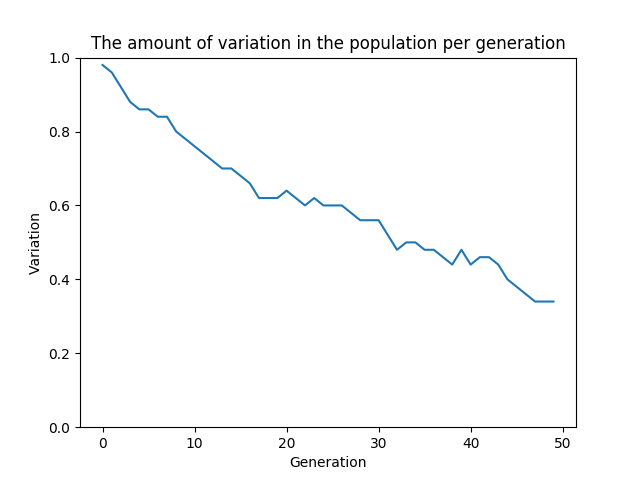 The amount of variation in the population per generation
1.0
0.8
0.6
0.4
0.2
0.0
Variation
0 10 20 30 40 50
Generation